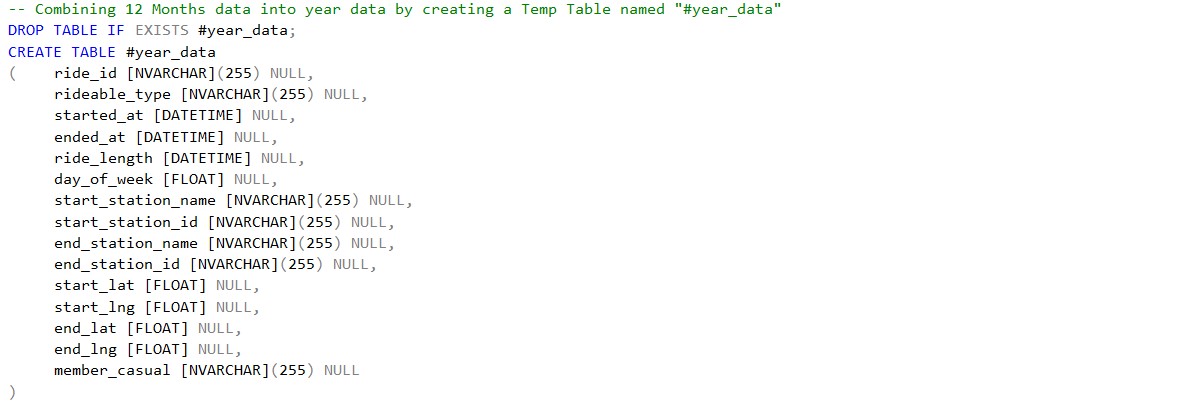 -- Combining 12 Months data into year data by creating a Temp Table named "#year_data"
DROP TABLE IF EXISTS #year_data;
CREATE TABLE #year_data
(    ride_id [NVARCHAR](255) NULL,
     rideable_type [NVARCHAR](255) NULL,
     started_at [DATETIME] NULL,
     ended_at [DATETIME] NULL,
     ride_length [DATETIME] NULL,
     day_of_week [FLOAT] NULL,
     start_station_name [NVARCHAR](255) NULL,
     start_station_id [NVARCHAR](255) NULL,
     end_station_name [NVARCHAR](255) NULL,
     end_station_id [NVARCHAR](255) NULL,
     start_lat [FLOAT] NULL,
     start_lng [FLOAT] NULL,
     end_lat [FLOAT] NULL,
     end_lng [FLOAT] NULL,
     member_casual [NVARCHAR](255) NULL
)